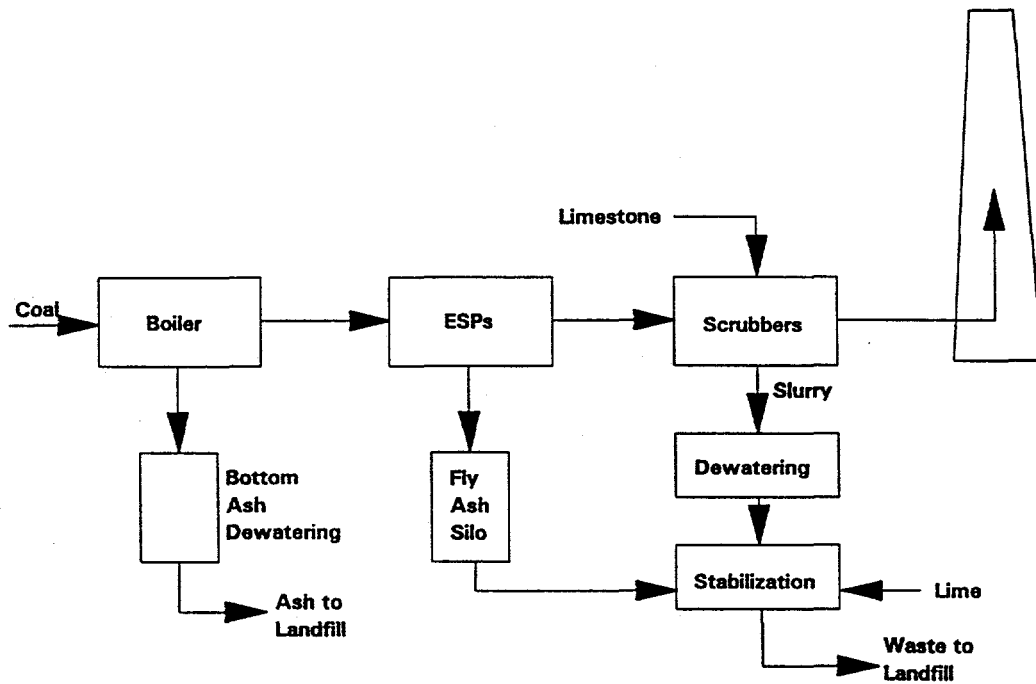 Limestone
Coal
Boiler
ESPs
Scrubbers
Slurry
Bottom
Ash
Dewatering
Fly
Ash
Silo
Dewatering
Stabilization
Lime
Ash to
Landfill
Waste to
Landfill